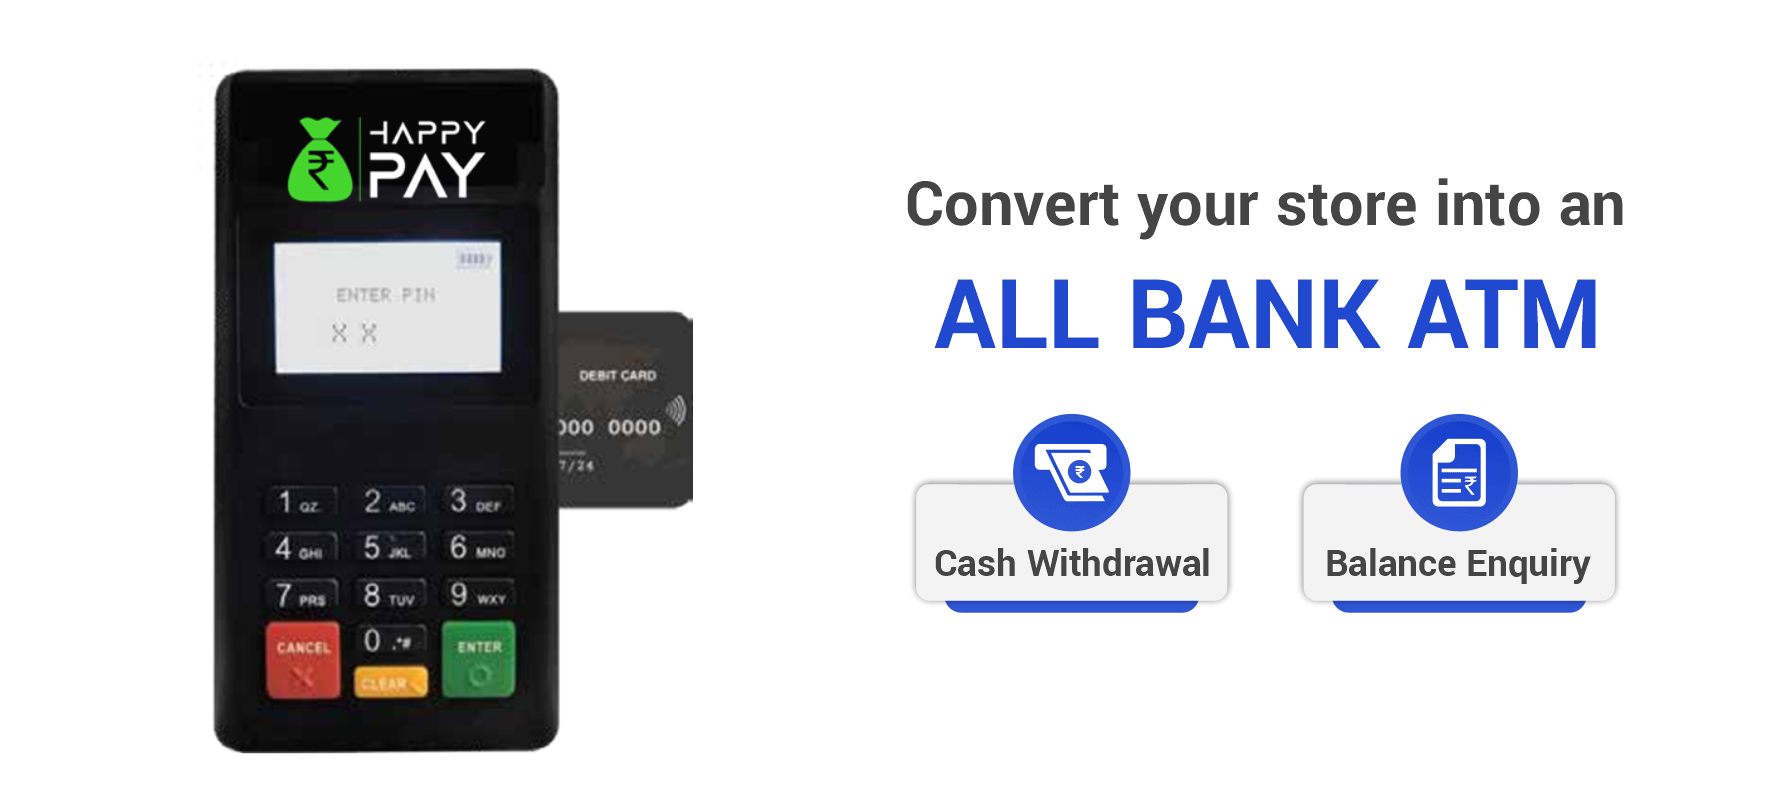 HAPPY
PAY
ENTER PIN
X X
DEBIT CARD
000 0000
7/24
1 QZ.
2 ABC
3 DEF
4 GHI
5 JKL
6 MNO
7 PRS
8 TUV
9 WXY
CANCEL
0 .*#
ENTER
CLEAR
Convert your store into an
ALL BANK ATM
Cash Withdrawal
Balance Enquiry